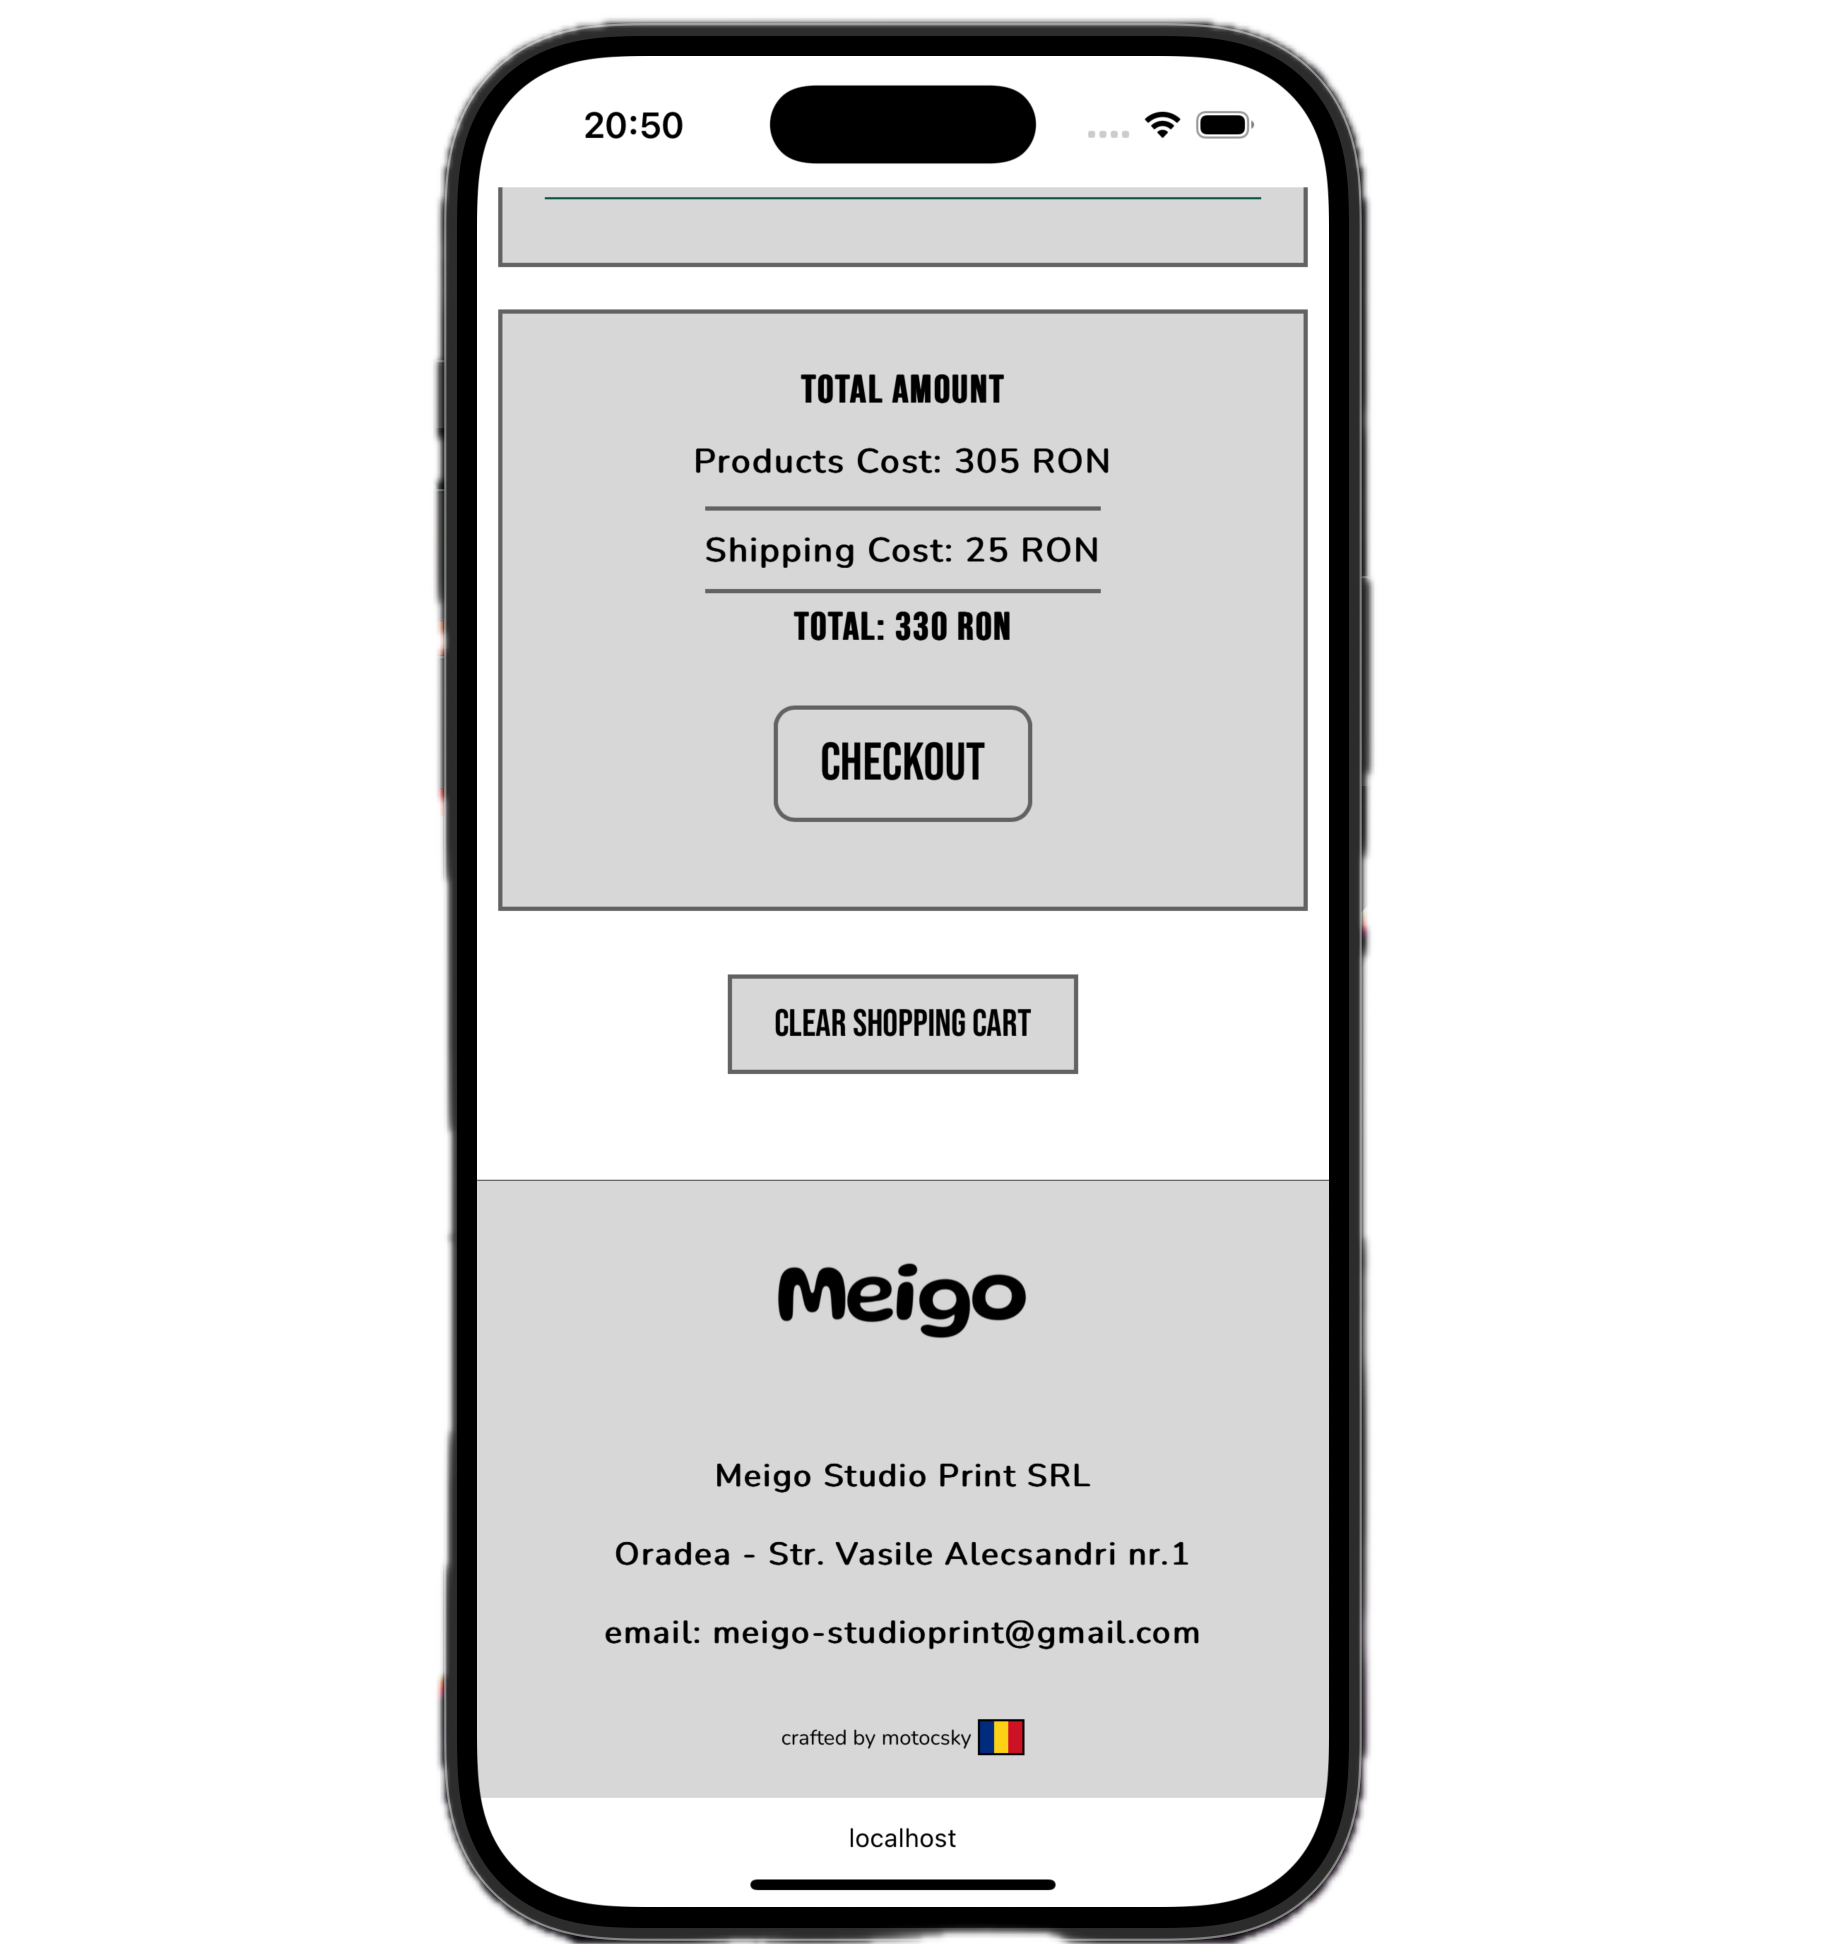 20:50
TOTAL AMOUNT
Products Cost: 305 RON
Shipping Cost: 25 RON
TOTAL: 330 RON
CHECKOUT
CLEAR SHOPPING CART
Meigo
Meigo Studio Print SRL
Oradea - Str. Vasile Alecsandri nr.1
email: meigo-studioprint@gmail.com
crafted by motocsky
localhost